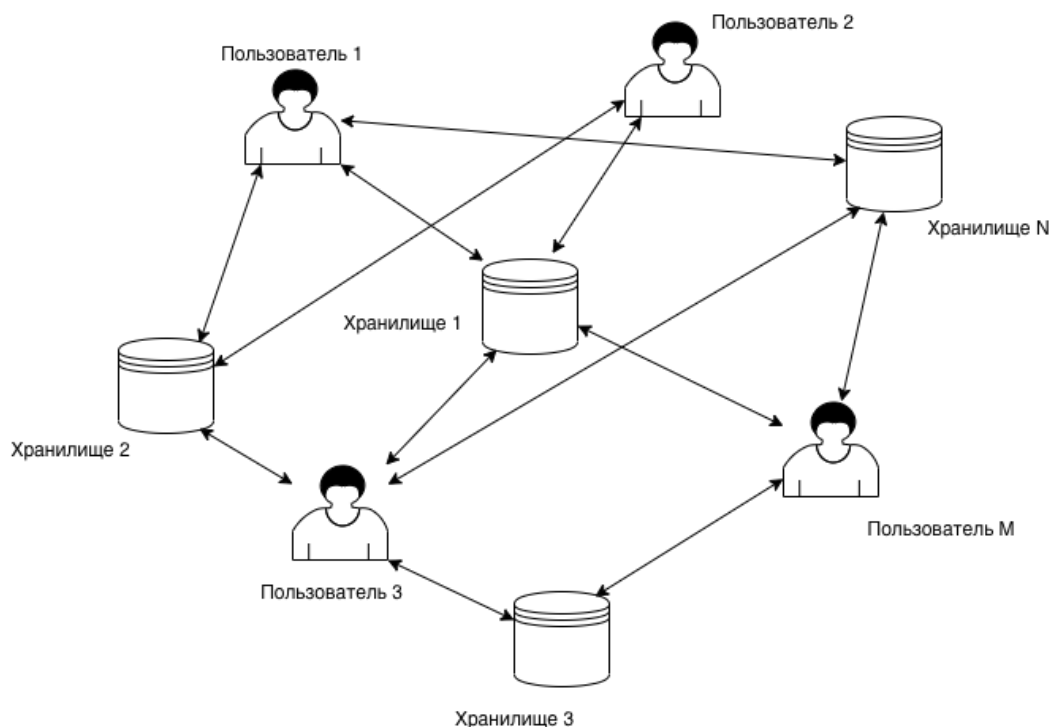 Пользователь 2
Пользователь 1
Хранилище N
Хранилище 1
Хранилище 2
Пользователь М
Пользователь 3
Хранилище 3